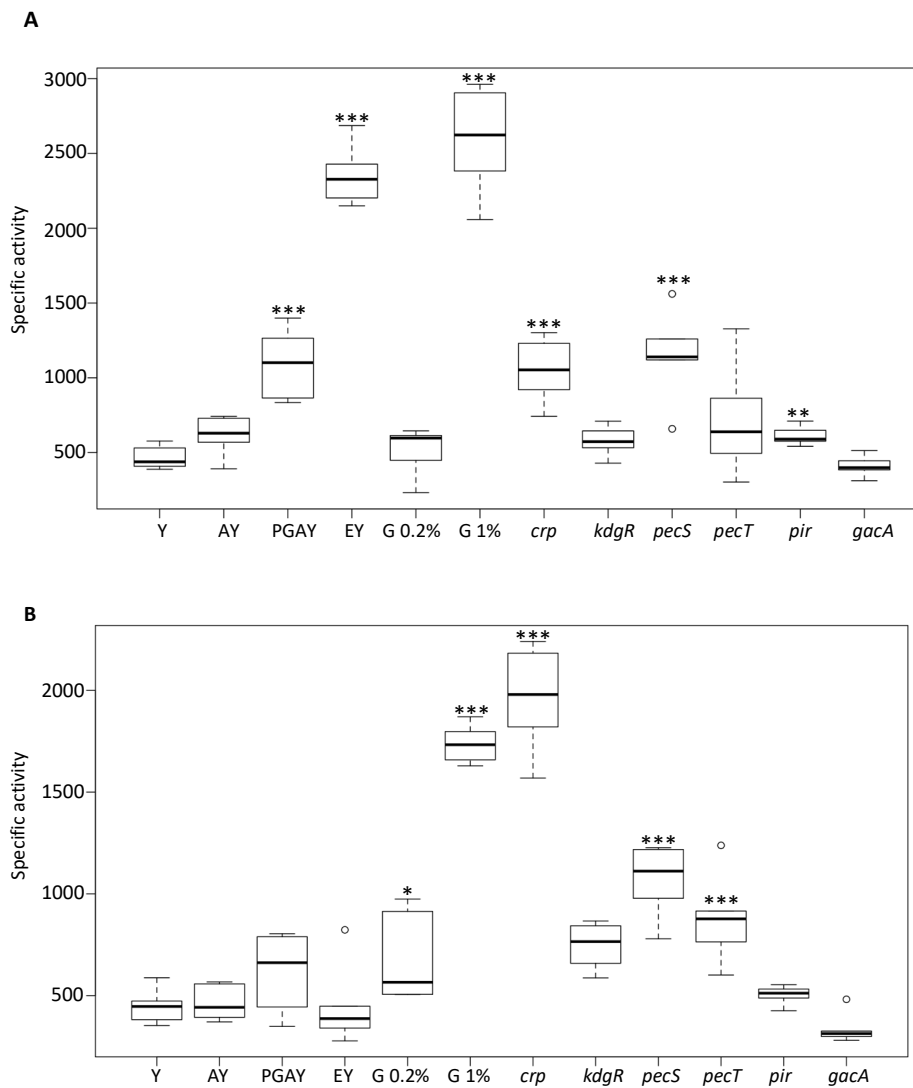 A
3000
2500
2000
1500
1000
500
Specific activity
*** *** *** *** *** **
Y AY PGAY EY G 0.2% G 1% crp kdgR pecS pecT pir gacA
B
2000
1500
1000
500
Specific activity
* *** *** *** ***
Y AY PGAY EY G 0.2% G 1% crp kdgR pecS pecT pir gacA